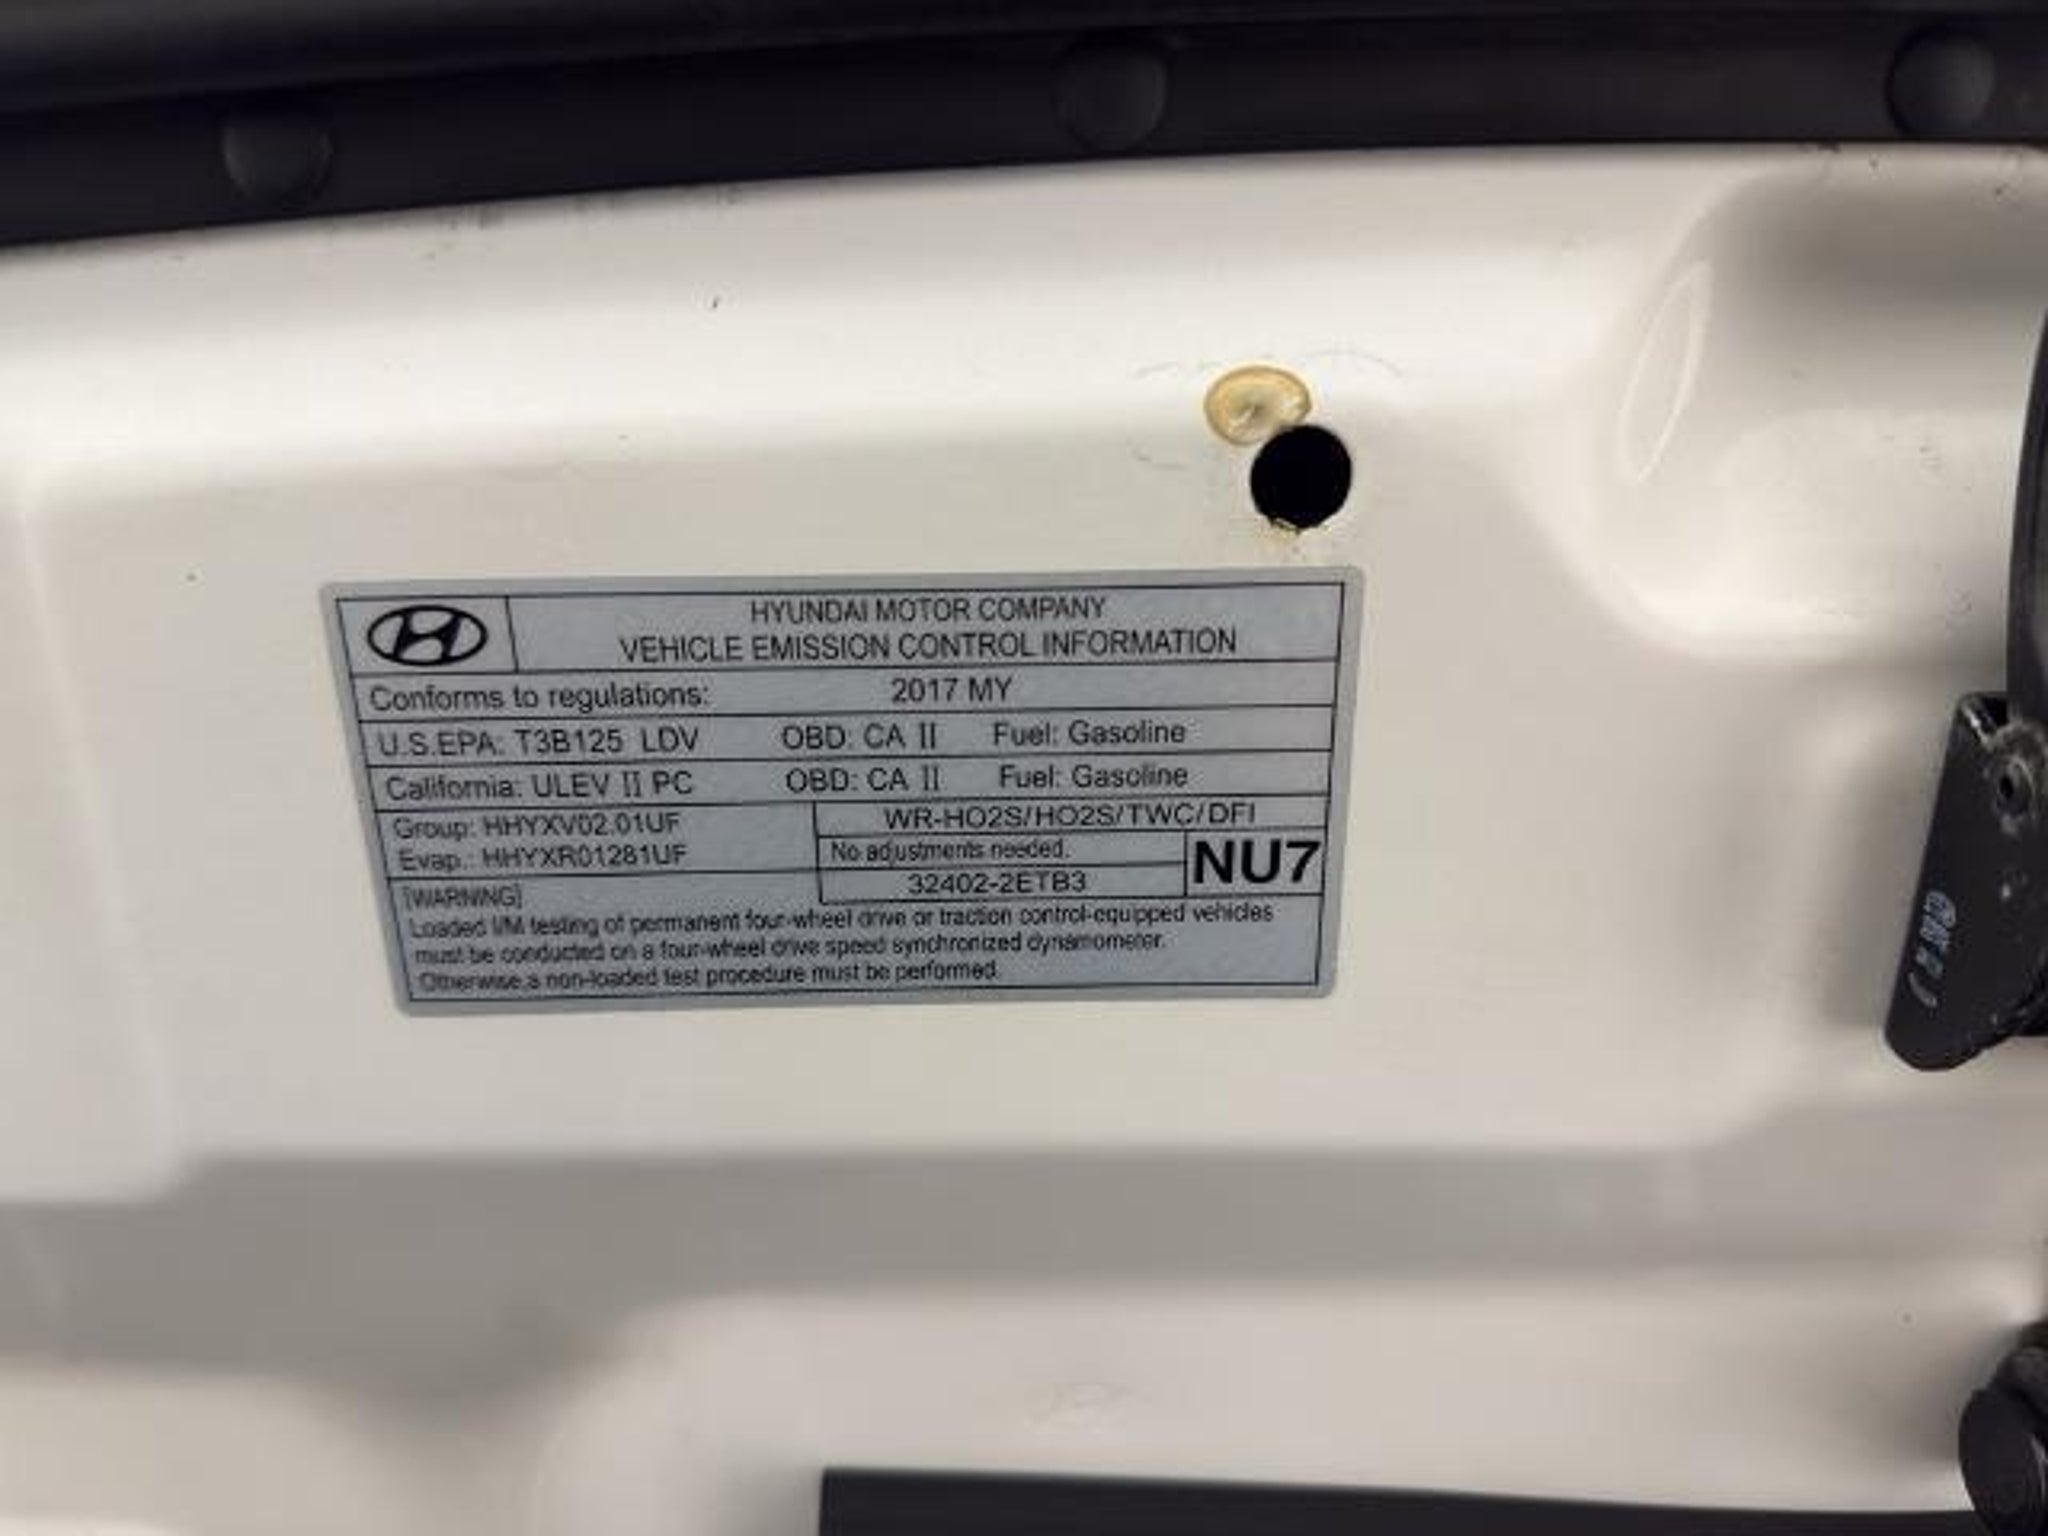 HYUNDAI MOTOR COMPANY
VEHICLE EMISSION CONTROL INFORMATION
Conforms to regulations: 2017 MY
U.S.EPA: T3B125 LDV OBD: CA II Fuel: Gasoline
California: ULEV II PC OBD: CA II Fuel: Gasoline
Group: HHYXV02.01UF
Evap.: HHYXR01281UF
WR-HO2S/HO2S/TWC/DFI
No adjustments needed.
32402-2ETB3
NU7
[WARNING]
Loaded I/M testing of permanent four-wheel drive or traction control-equipped vehicles
must be conducted on a four-wheel drive speed synchronized dynamometer.
Otherwise a non-loaded test procedure must be performed.